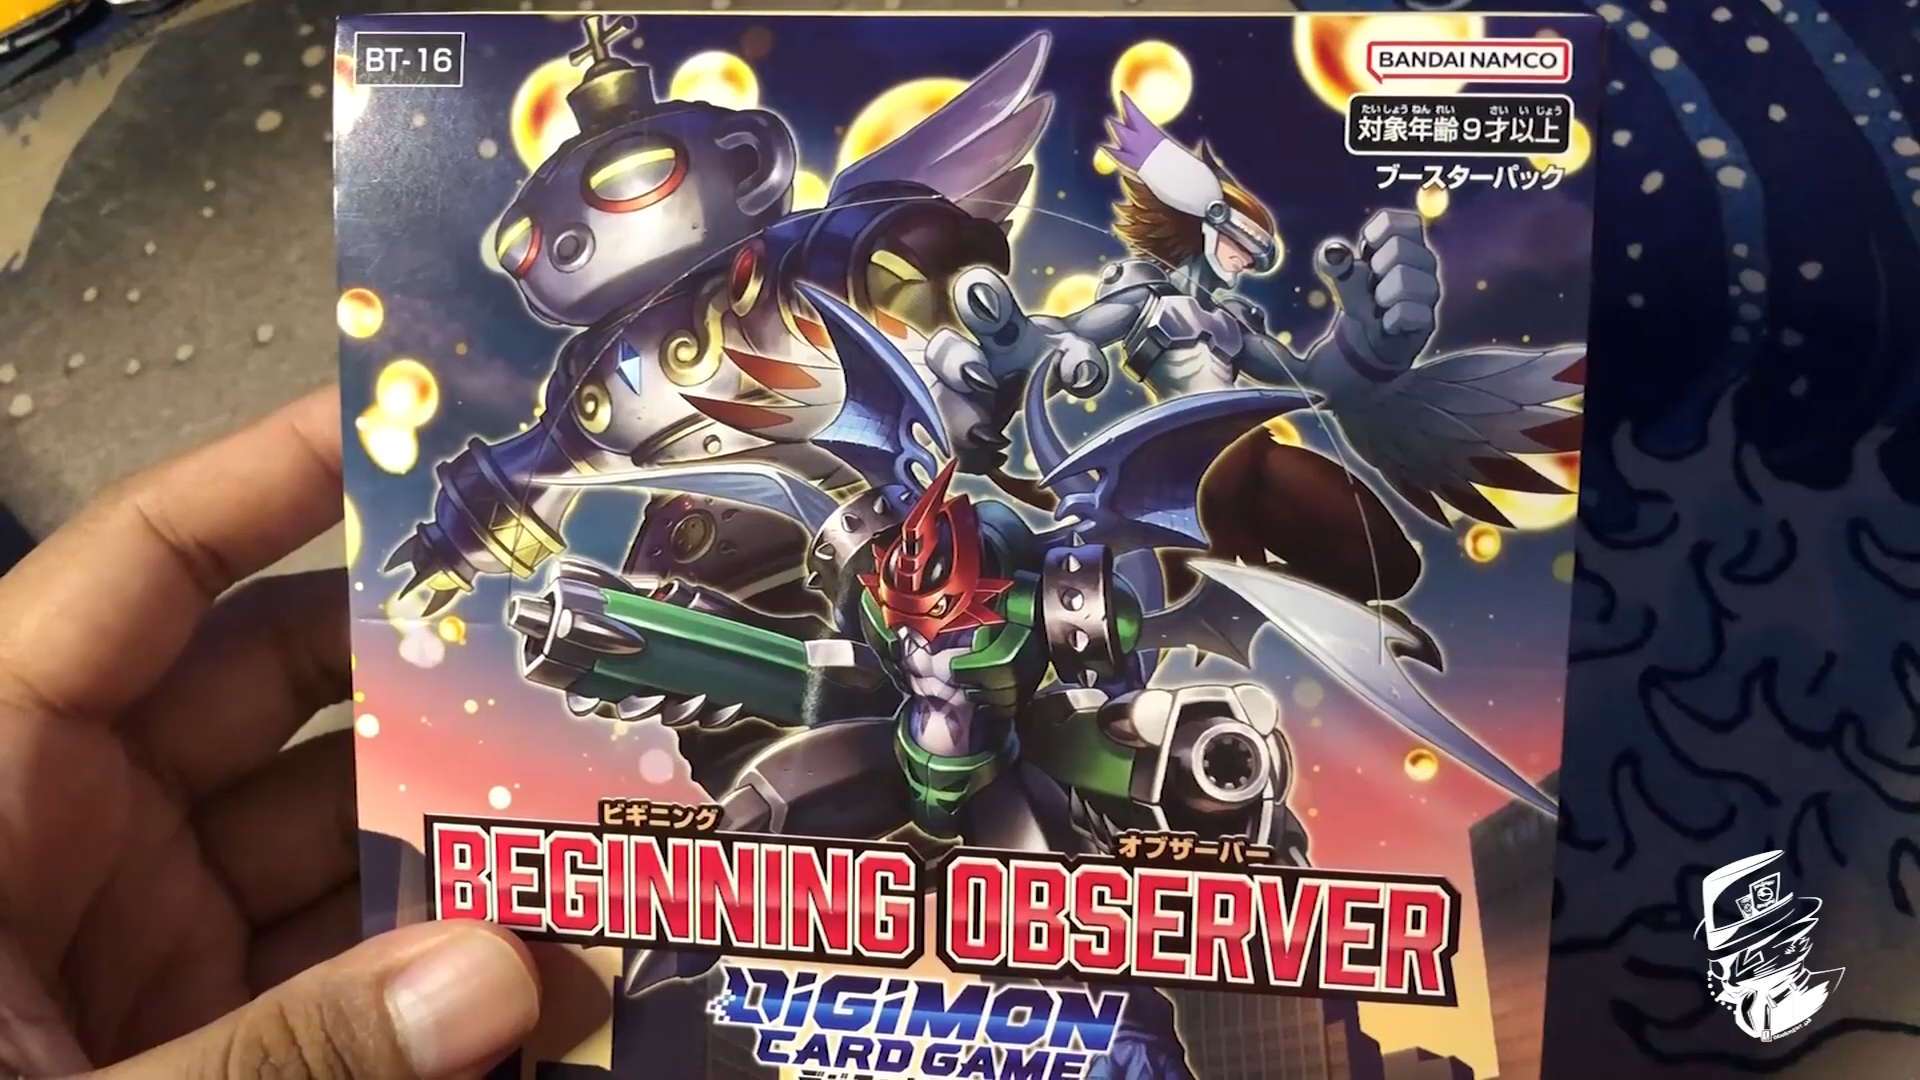 BT-16
BANDAI NAMCO
たいしょうねんれい さいいじょう
対象年齢9才以上
ブースターパック
ビギニング オブザーバー
BEGINNING OBSERVER
DIGIMON
CARD GAME